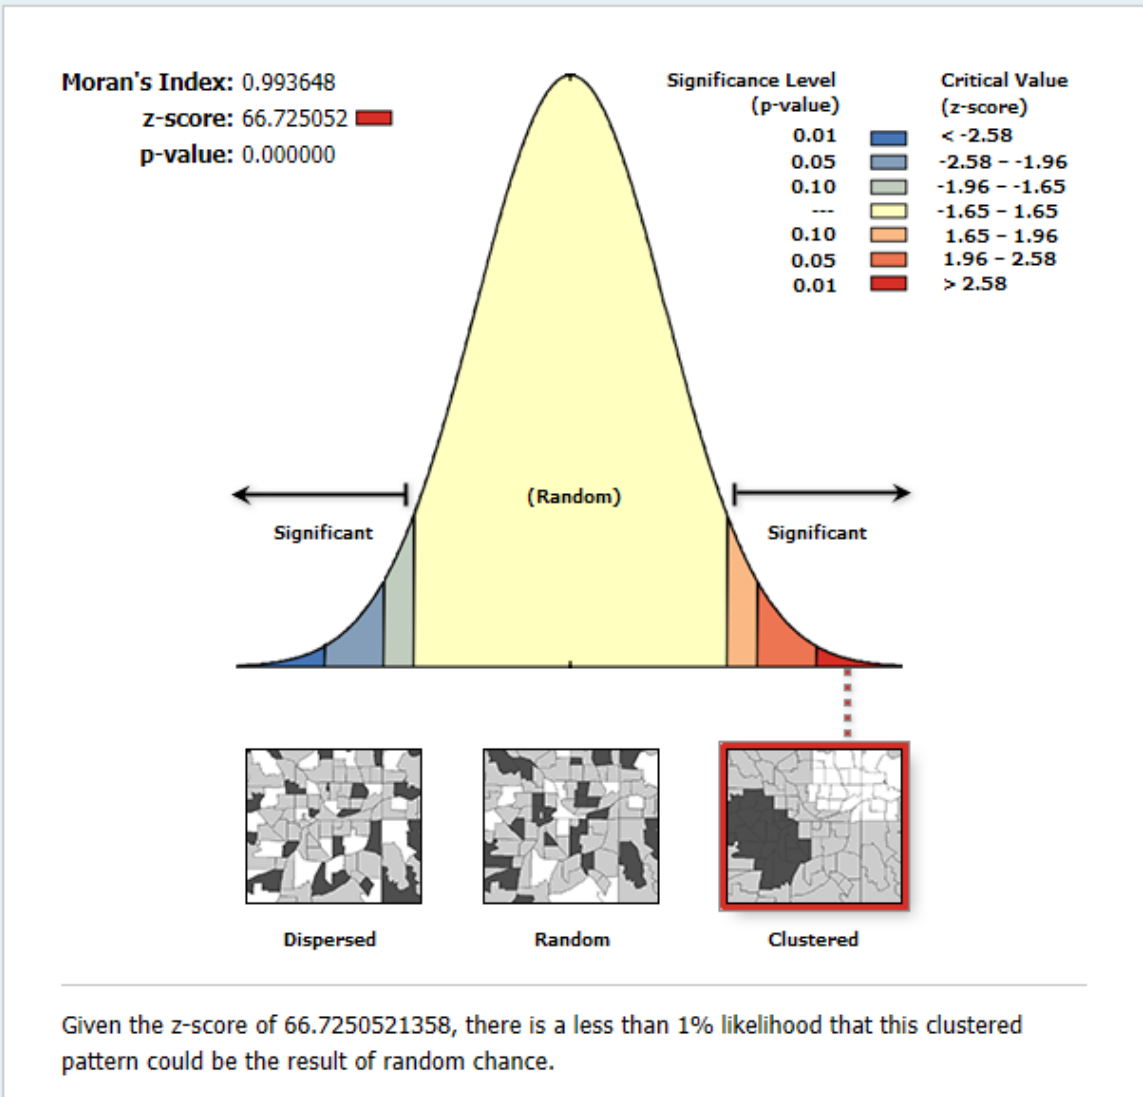 Moran's Index: 0.993648
z-score: 66.725052
p-value: 0.000000
Significance Level
(p-value)
Critical Value
(z-score)
0.01 < -2.58
0.05 -2.58 – -1.96
0.10 -1.96 – -1.65
--- -1.65 – 1.65
0.10 1.65 – 1.96
0.05 1.96 – 2.58
0.01 > 2.58
(Random)
Significant
Significant
Dispersed
Random
Clustered
Given the z-score of 66.7250521358, there is a less than 1% likelihood that this clustered
pattern could be the result of random chance.